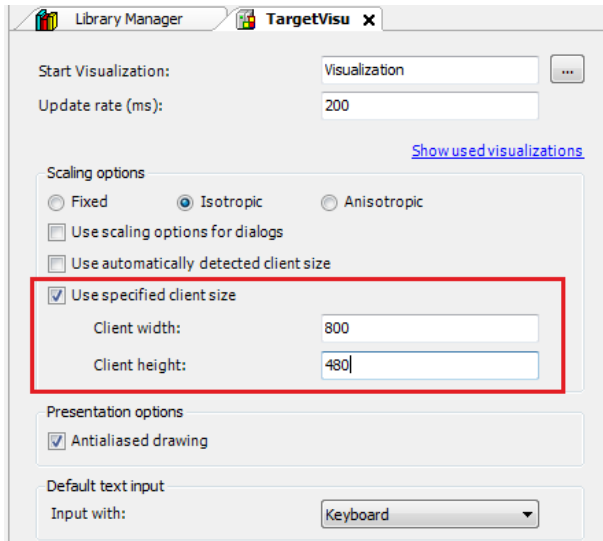 Library Manager TargetVisu
Start Visualization: Visualization ...
Update rate (ms): 200
Show used visualizations
Scaling options
Fixed Isotropic Anisotropic
Use scaling options for dialogs
Use automatically detected client size
Use specified client size
Client width: 800
Client height: 480
Presentation options
Antialiased drawing
Default text input
Input with: Keyboard